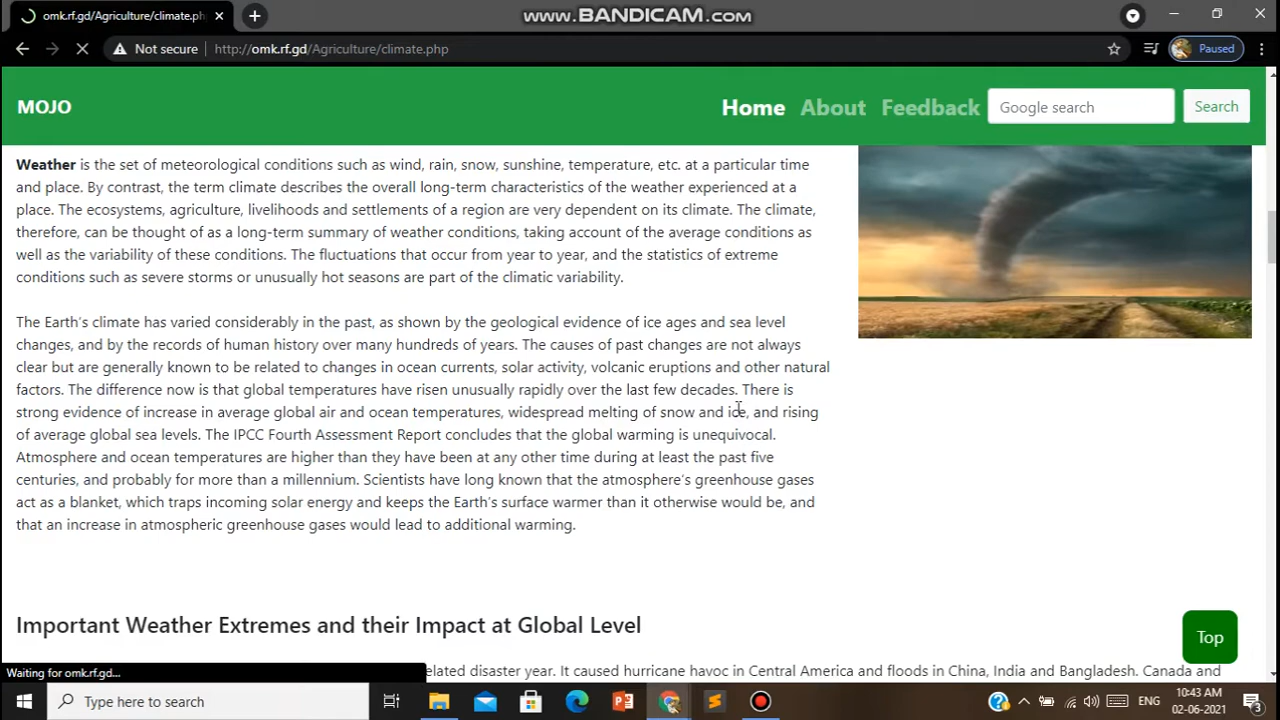 omk.rf.gd/Agriculture/climate.ph
www.BANDICAM.com
Not secure
http://omk.rf.gd/Agriculture/climate.php
Paused
MOJO
Home
About
Feedback
Google search
Search
Weather is the set of meteorological conditions such as wind, rain, snow, sunshine, temperature, etc. at a particular time
and place. By contrast, the term climate describes the overall long-term characteristics of the weather experienced at a
place. The ecosystems, agriculture, livelihoods and settlements of a region are very dependent on its climate. The climate,
therefore, can be thought of as a long-term summary of weather conditions, taking account of the average conditions as
well as the variability of these conditions. The fluctuations that occur from year to year, and the statistics of extreme
conditions such as severe storms or unusually hot seasons are part of the climatic variability.
The Earth's climate has varied considerably in the past, as shown by the geological evidence of ice ages and sea level
changes, and by the records of human history over many hundreds of years. The causes of past changes are not always
clear but are generally known to be related to changes in ocean currents, solar activity, volcanic eruptions and other natural
factors. The difference now is that global temperatures have risen unusually rapidly over the last few decades. There is
strong evidence of increase in average global air and ocean temperatures, widespread melting of snow and ice, and rising
of average global sea levels. The IPCC Fourth Assessment Report concludes that the global warming is unequivocal.
Atmosphere and ocean temperatures are higher than they have been at any other time during at least the past five
centuries, and probably for more than a millennium. Scientists have long known that the atmosphere's greenhouse gases
act as a blanket, which traps incoming solar energy and keeps the Earth's surface warmer than it otherwise would be, and
that an increase in atmospheric greenhouse gases would lead to additional warming.
Important Weather Extremes and their Impact at Global Level
Top
Waiting for omk.rf.gd...
elated disaster year. It caused hurricane havoc in Central America and floods in China, India and Bangladesh. Canada and
Type here to search
ENG
10:43 AM
02-06-2021
3